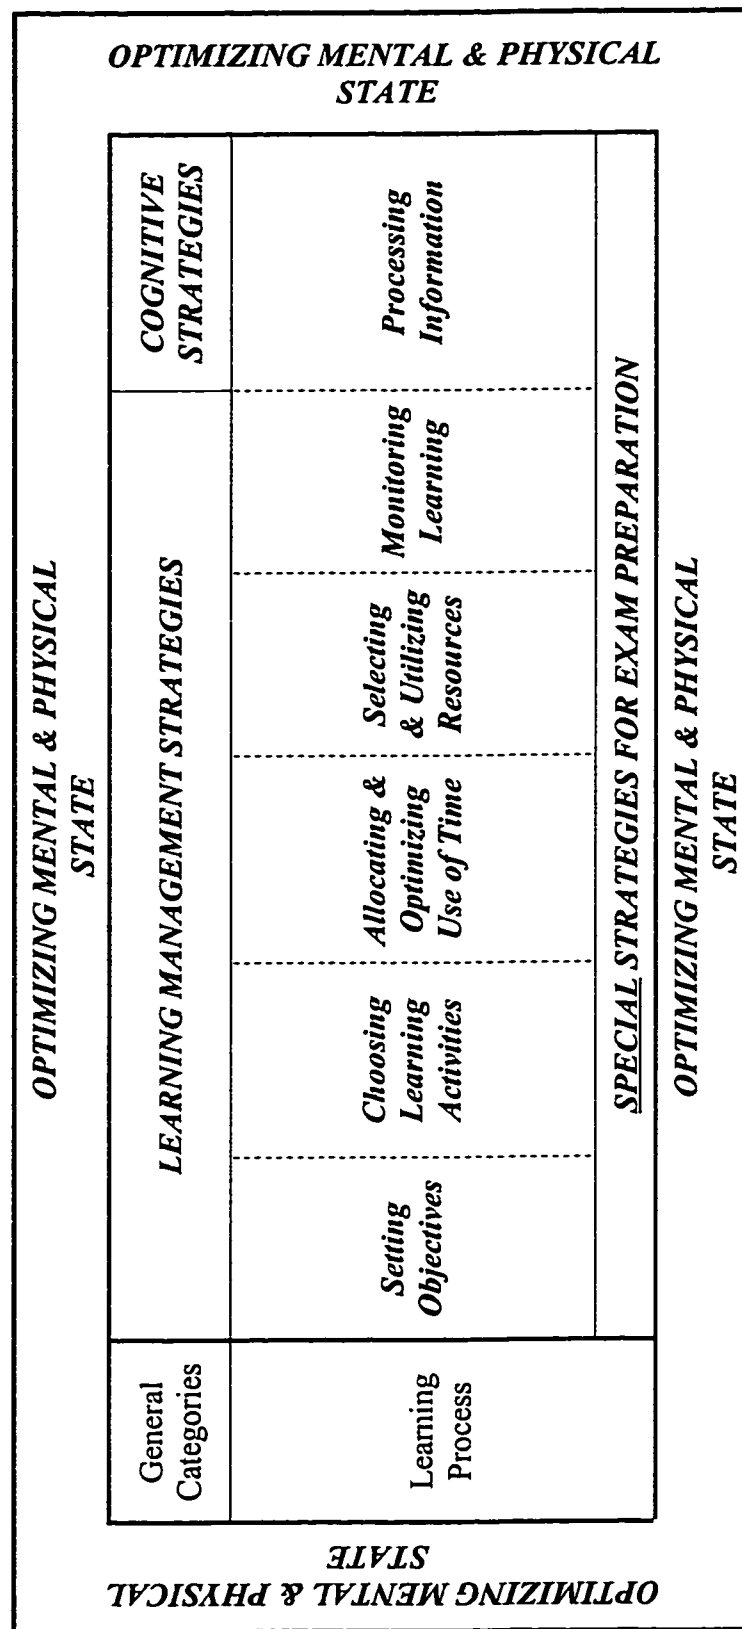 OPTIMIZING MENTAL & PHYSICAL
STATE
OPTIMIZING MENTAL & PHYSICAL
STATE
General
Categories
LEARNING MANAGEMENT STRATEGIES
COGNITIVE
STRATEGIES
Learning
Process
Setting
Objectives
Choosing
Learning
Activities
Allocating &
Optimizing
Use of Time
Selecting
& Utilizing
Resources
Monitoring
Learning
Processing
Information
SPECIAL STRATEGIES FOR EXAM PREPARATION
OPTIMIZING MENTAL & PHYSICAL
STATE
OPTIMIZING MENTAL & PHYSICAL
STATE